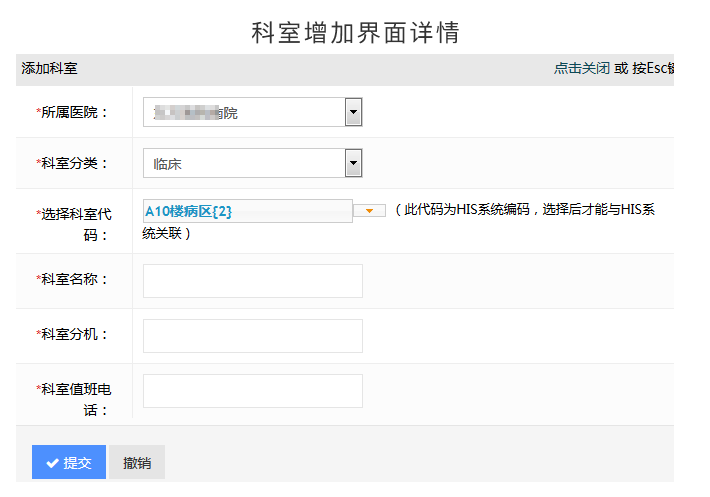 科室增加界面详情
添加科室 点击关闭 或 按Esc
*所属医院： 院
*科室分类： 临床
*选择科室代 A10楼病区{2} （此代码为HIS系统编码，选择后才能与HIS系
码： 统关联）
*科室名称：
*科室分机：
*科室值班电
话：
提交 撤销